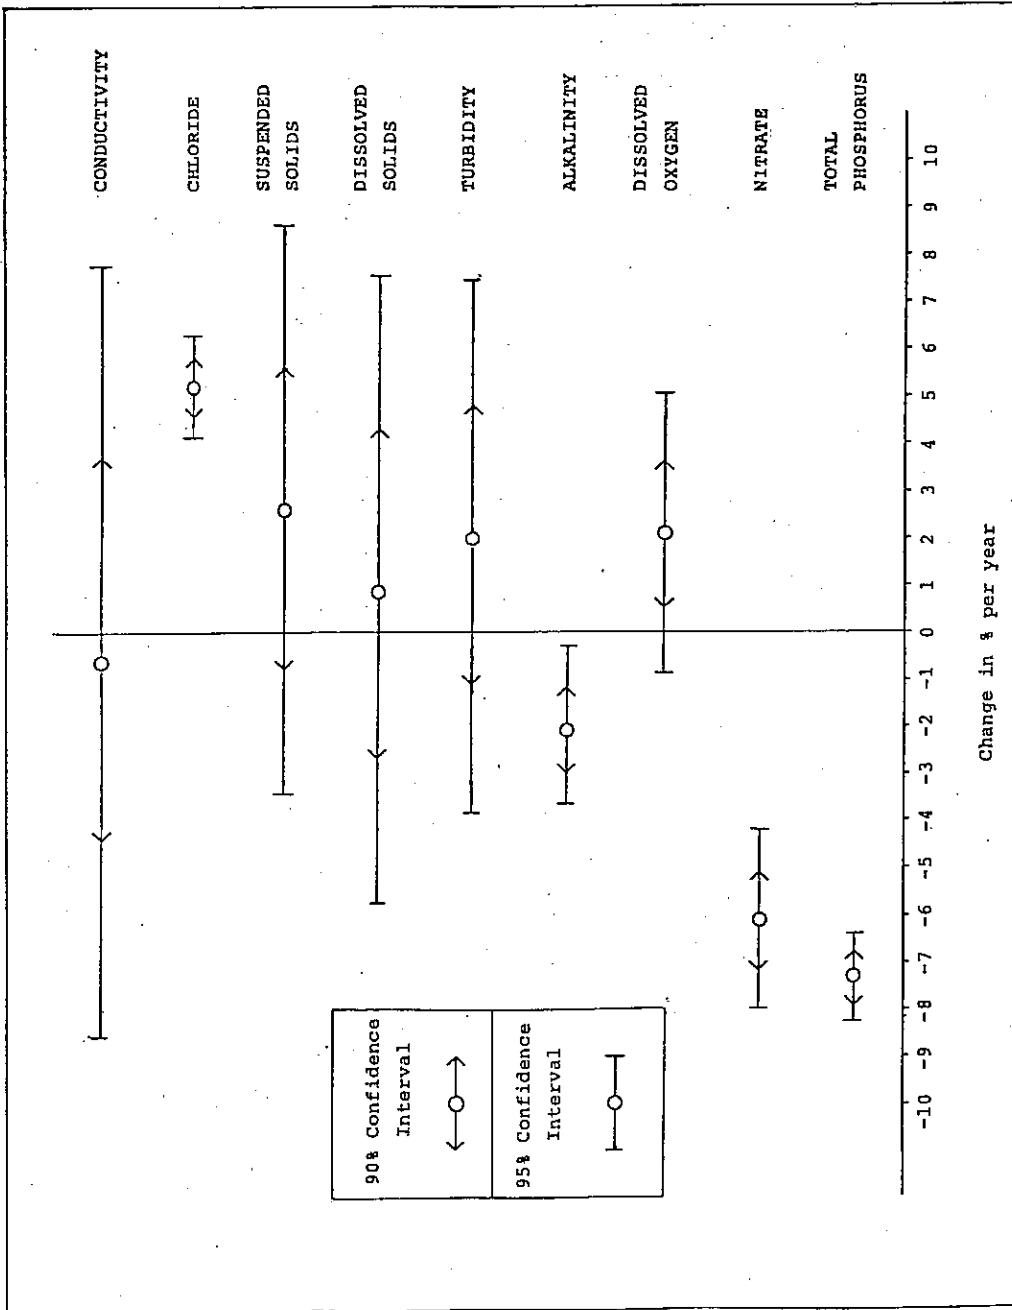 CONDUCTIVITY
CHLORIDE
SUSPENDED
SOLIDS
DISSOLVED
SOLIDS
TURBIDITY
ALKALINITY
DISSOLVED
OXYGEN
NITRATE
TOTAL
PHOSPHORUS
90% Confidence
Interval
95% Confidence
Interval
-10 -9 -8 -7 -6 -5 -4 -3 -2 -1 0 1 2 3 4 5 6 7 8 9 10
Change in % per year